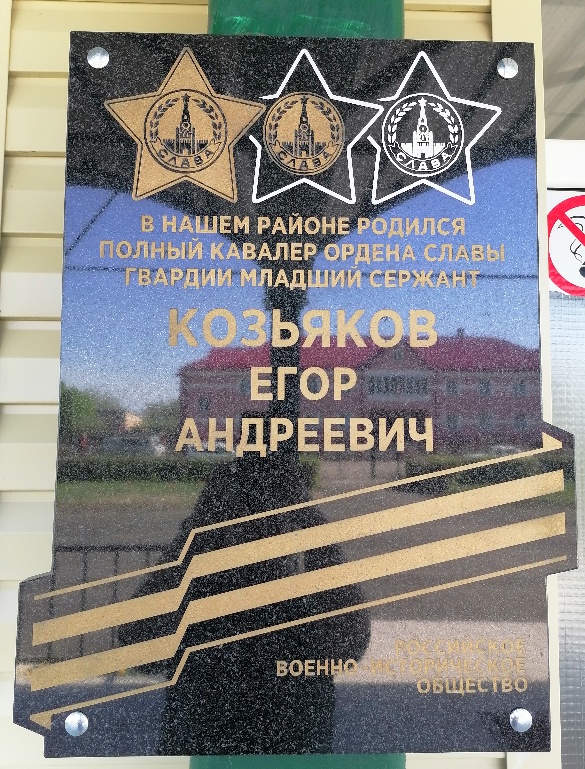 СЛАВА СЛАВА СЛАВА
В НАШЕМ РАЙОНЕ РОДИЛСЯ
ПОЛНЫЙ КАВАЛЕР ОРДЕНА СЛАВЫ
ГВАРДИИ МЛАДШИЙ СЕРЖАНТ
КОЗЬЯКОВ
ЕГОР
АНДРЕЕВИЧ
РОССИЙСКОЕ
ВОЕННО-ИСТОРИЧЕСКОЕ
ОБЩЕСТВО